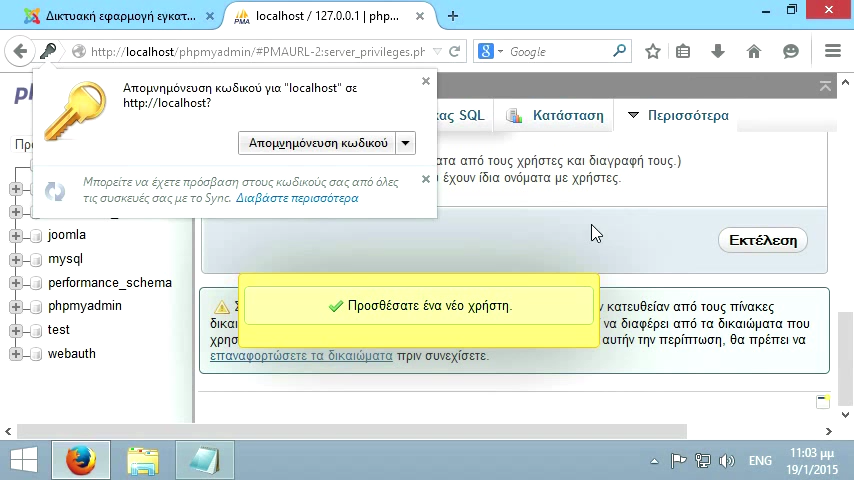 Δικτυακή εφαρμογή εγκατ...
localhost / 127.0.0.1 | php...
http://localhost/phpmyadmin/#PMAURL-2:server_privileges.ph
Google
Απομνημόνευση κωδικού για "localhost" σε
http://localhost?
Απομνημόνευση κωδικού
Μπορείτε να έχετε πρόσβαση στους κωδικούς σας από όλες
τις συσκευές σας με το Sync. Διαβάστε περισσότερα
κας SQL
Κατάσταση
Περισσότερα
ατα από τους χρήστες και διαγραφή τους.)
έχουν ίδια ονόματα με χρήστες.
Εκτέλεση
joomla
mysql
performance_schema
phpmyadmin
test
webauth
Προσθέσατε ένα νέο χρήστη.
ν κατευθείαν από τους πίνακες
δικαι
να διαφέρει από τα δικαιώματα που
χρησ
αυτήν την περίπτωση, θα πρέπει να
επαναφορτώσετε τα δικαιώματα πριν συνεχίσετε.
ENG
11:03 μμ
19/1/2015